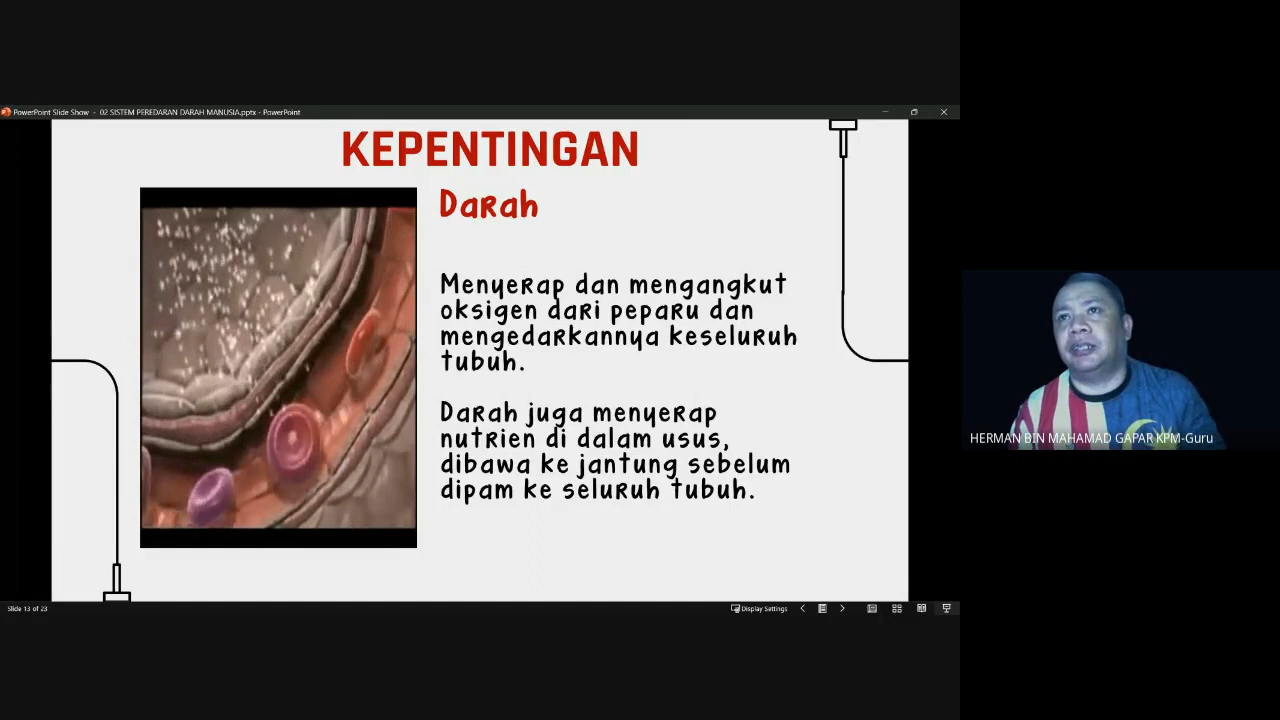 PowerPoint Slide Show - 02 SISTEM PEREDARAN DARAH MANUSIA.pptx - PowerPoint
KEPENTINGAN
Darah
Menyerap dan mengangkut
oksigen dari peparu dan
mengedarkannya keseluruh
tubuh.
Darah juga menyerap
nutrien di dalam usus,
dibawa ke jantung sebelum
dipam ke seluruh tubuh.
HERMAN BIN MAHAMAD GAPAR KPM-Guru
Slide 13 of 23
Display Settings